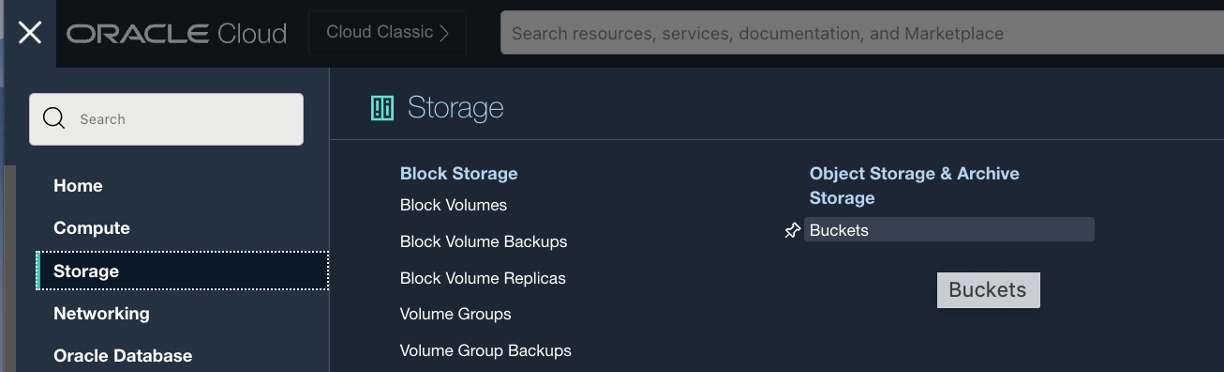 ORACLE Cloud
Cloud Classic >
Search resources, services, documentation, and Marketplace
Search
Home
Compute
Storage
Networking
Oracle Database
Storage
Block Storage
Block Volumes
Block Volume Backups
Block Volume Replicas
Volume Groups
Volume Group Backups
Object Storage & Archive
Storage
Buckets
Buckets